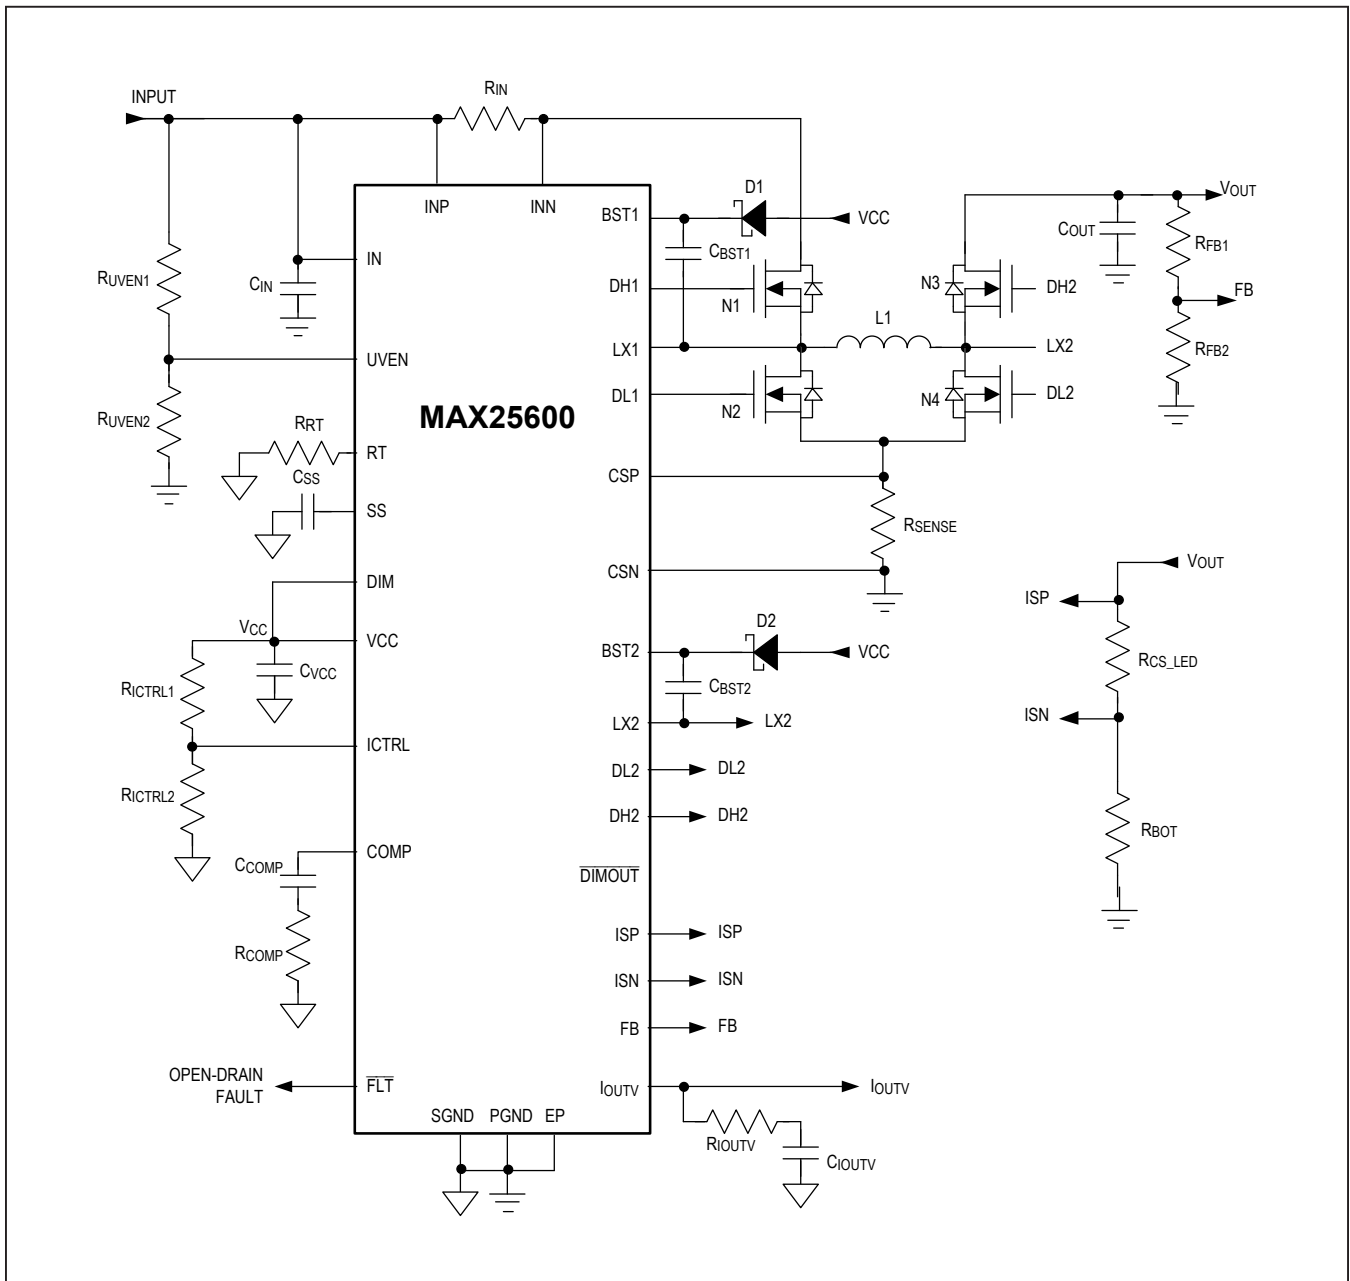 INPUT
RIN
INP
INN
BST1
D1
VCC
VOUT
CBST1
COUT
RFB1
IN
CIN
RUVEN1
DH1
N1
N3
DH2
FB
L1
LX1
LX2
RFB2
UVEN
DL1
N2
N4
DL2
MAX25600
RUVEN2
RRT
RT
CSS
SS
CSP
RSENSE
CSN
DIM
VOUT
ISP
VCC
VCC
D2
BST2
VCC
CVCC
CBST2
RCS_LED
RICTRL1
ISN
LX2
LX2
ICTRL
DL2
DL2
RICTRL2
DH2
DH2
RBOT
COMP
CCOMP
DIMOUT
RCOMP
ISP
ISP
ISN
ISN
FB
FB
OPEN-DRAIN
FAULT
FLT
IOUTV
IOUTV
SGND
PGND
EP
RIOUTV
CIOUTV